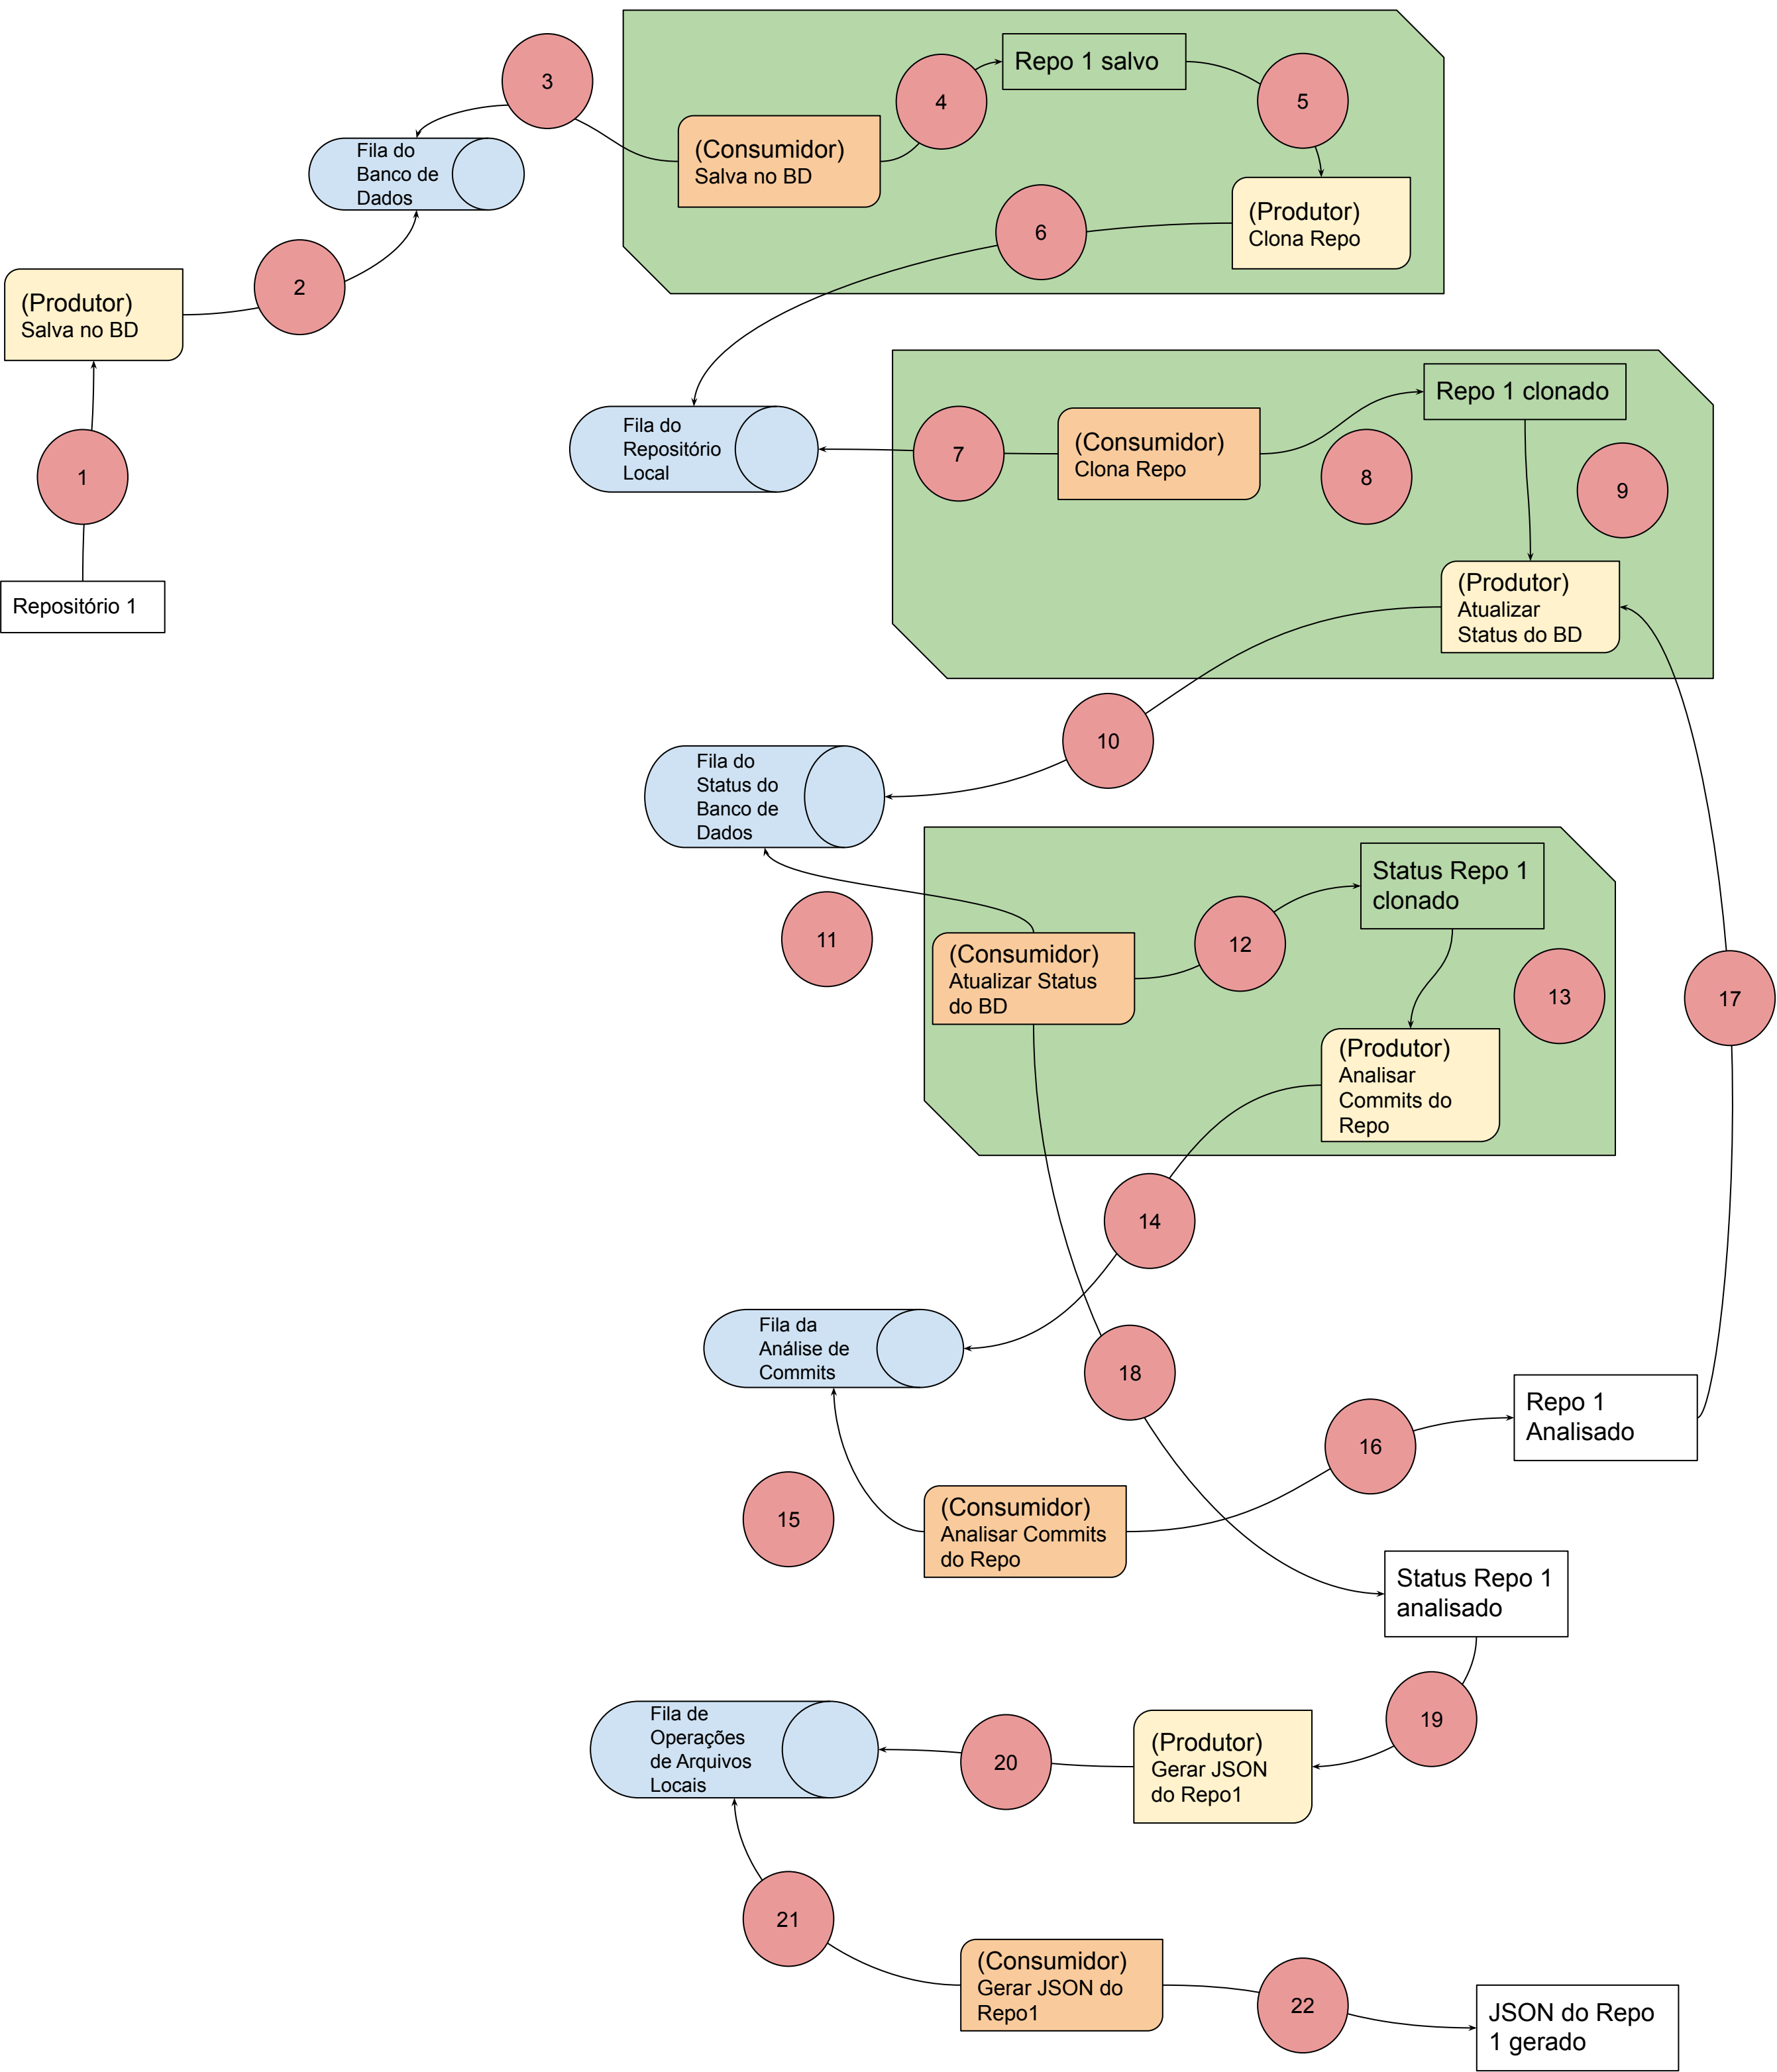 3
Repo 1 salvo
4
5
Fila do
Banco de
Dados
(Consumidor)
Salva no BD
(Produtor)
Clona Repo
6
2
(Produtor)
Salva no BD
1
Repositório 1
Fila do
Repositório
Local
7
(Consumidor)
Clona Repo
Repo 1 clonado
8
9
(Produtor)
Atualizar
Status do BD
10
Fila do
Status do
Banco de
Dados
11
(Consumidor)
Atualizar Status
do BD
12
Status Repo 1
clonado
13
(Produtor)
Analisar
Commits do
Repo
17
14
Fila da
Análise de
Commits
18
16
Repo 1
Analisado
15
(Consumidor)
Analisar Commits
do Repo
Status Repo 1
analisado
19
Fila de
Operações
de Arquivos
Locais
20
(Produtor)
Gerar JSON
do Repo1
21
(Consumidor)
Gerar JSON do
Repo1
22
JSON do Repo
1 gerado